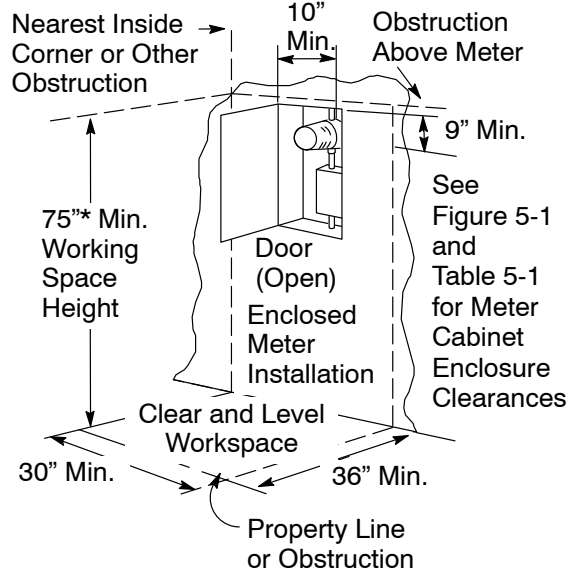 Nearest Inside
Corner or Other
Obstruction
10”
Min.
Obstruction
Above Meter
9” Min.
75”* Min.
Working
Space
Height
Door
(Open)
Enclosed
Meter
Installation
See
Figure 5-1
and
Table 5-1
for Meter
Cabinet
Enclosure
Clearances
Clear and Level
Workspace
30” Min.
36” Min.
Property Line
or Obstruction